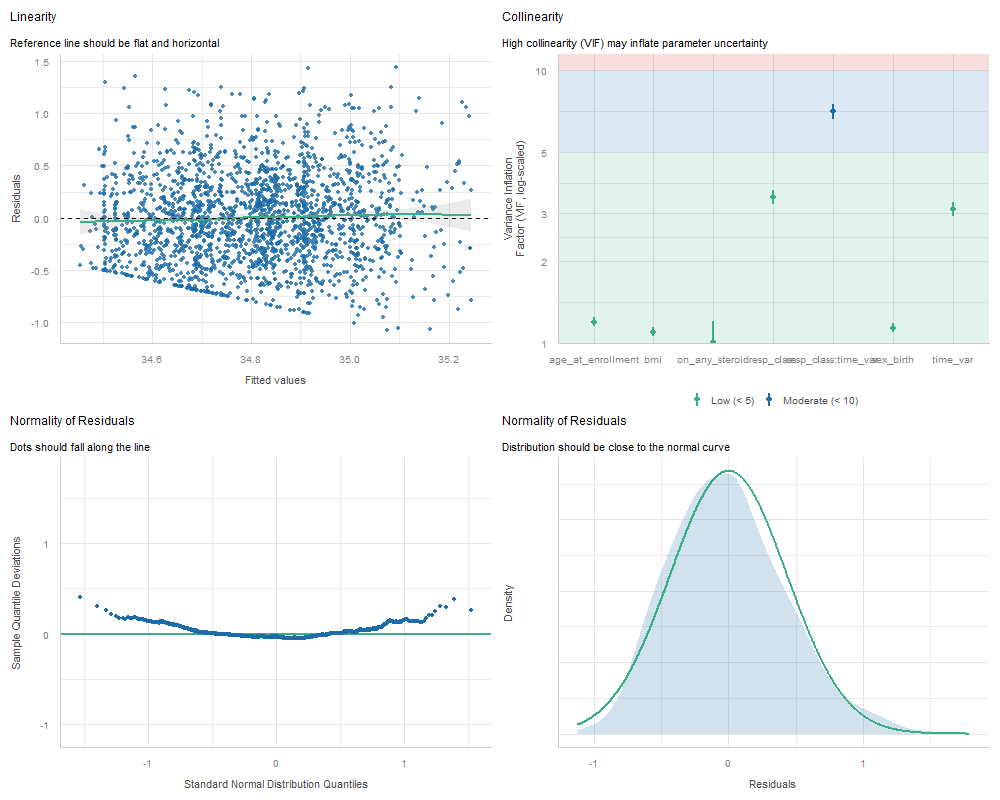 Linearity
Reference line should be flat and horizontal
Residuals
1.5
1.0
0.5
0.0
-0.5
-1.0
34.6
34.8
35.0
35.2
Fitted values
Collinearity
High collinearity (VIF) may inflate parameter uncertainty
Variance Inflation
Factor (VIF, log-scaled)
10
5
3
2
1
age_at_enrollment
bmi
on_any_steroid
resp_class
resp_class:time_var
sex_birth
time_var
Low (< 5)
Moderate (< 10)
Normality of Residuals
Dots should fall along the line
Sample Quantile Deviations
1
0
-1
-1
0
1
Standard Normal Distribution Quantiles
Normality of Residuals
Distribution should be close to the normal curve
Density
-1
0
1
Residuals